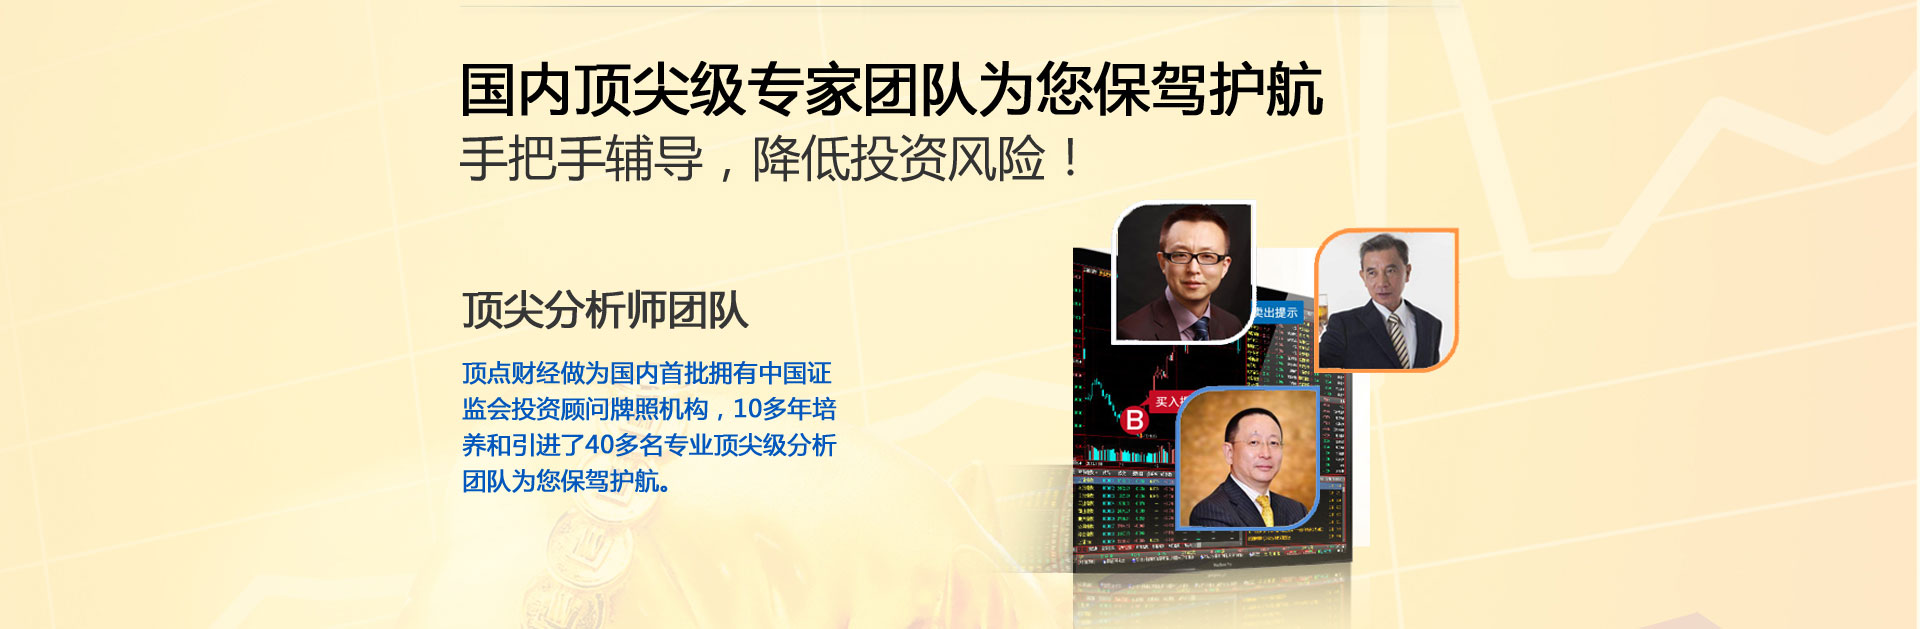 国内顶尖级专家团队为您保驾护航
手把手辅导，降低投资风险！
顶尖分析师团队
顶点财经做为国内首批拥有中国证
监会投资顾问牌照机构，10多年培
养和引进了40多名专业顶尖级分析
团队为您保驾护航。
卖出提示
买入
B